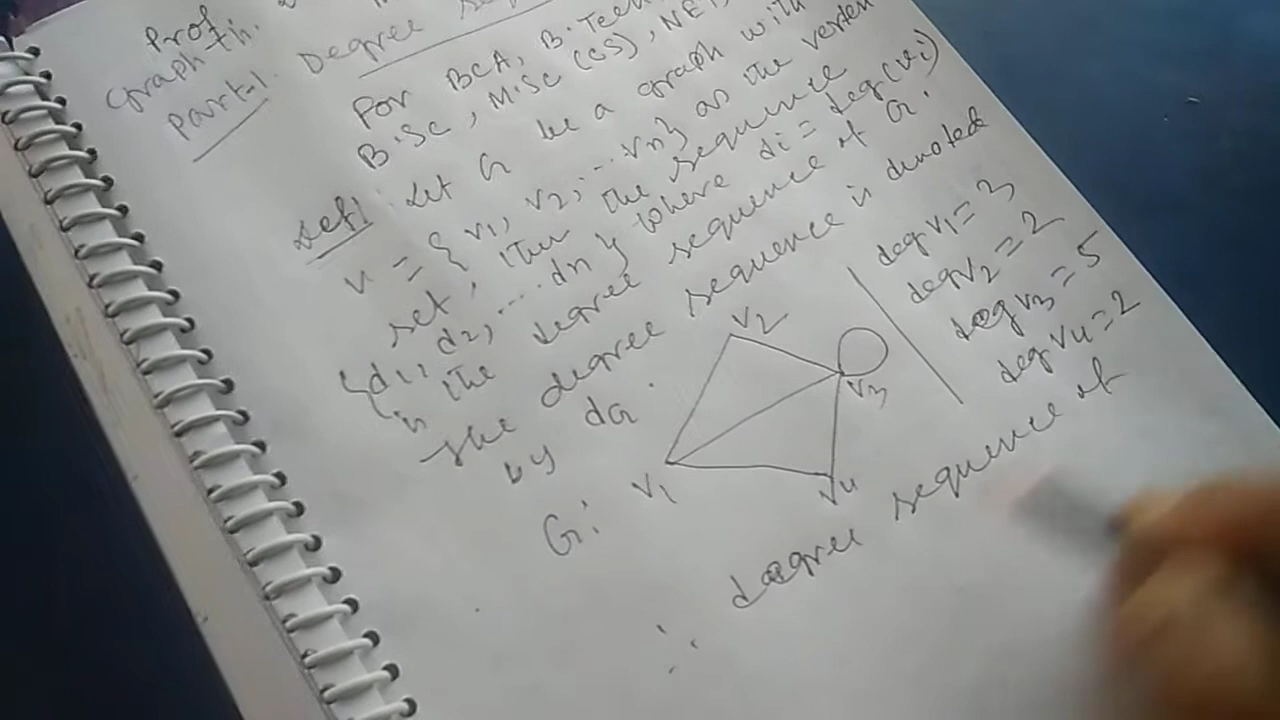 Prof
Graph th.
Part-1. Degree
For BCA, B.Tech
B.Sc, M.Sc (CS), NET,
Def! Let G be a graph with
V = {v1, v2, ... vn} as the vertex
set, then the sequence
{d1, d2, ... dn} where di = deg(vi)
is the degree sequence of G.
The degree sequence is denoted
by dG.
G:
V1
V2
V3
V4
deg v1 = 3
deg v2 = 2
deg v3 = 5
deg v4 = 2
∴ degree sequence of